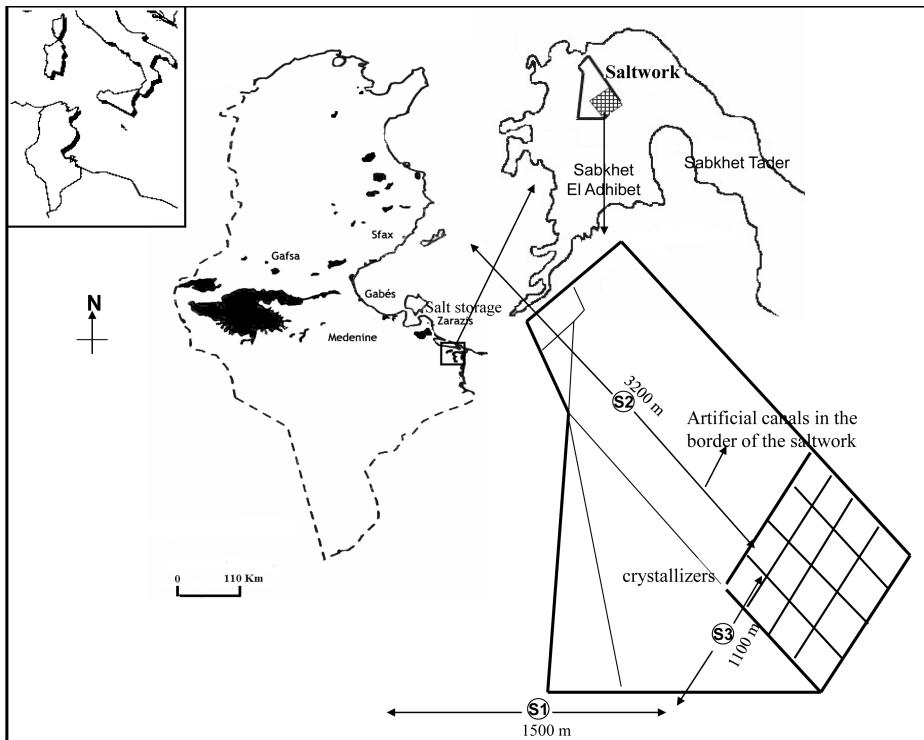 Saltwork
Sabkhet
El Adhibet
Sabkhet Tader
Sfax
Gafsa
Gabés
Salt storage
Zarazis
Medenine
N
S2
3200 m
Artificial canals in the
border of the saltwork
0 110 Km
crystallizers
S3
1100 m
S1
1500 m